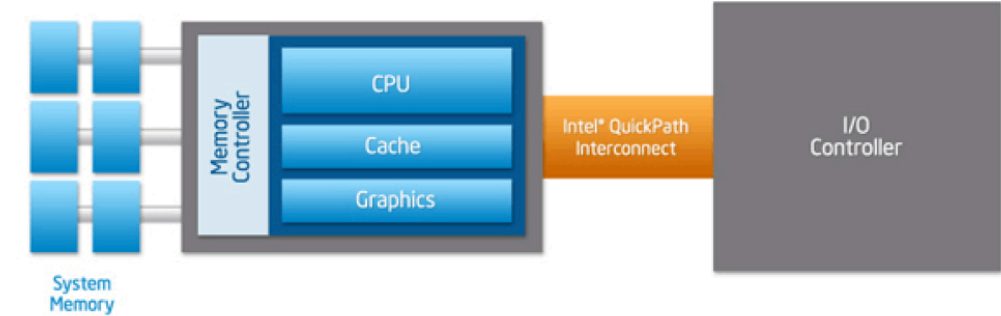 System
Memory
Memory
Controller
CPU
Cache
Graphics
Intel® QuickPath
Interconnect
I/O
Controller